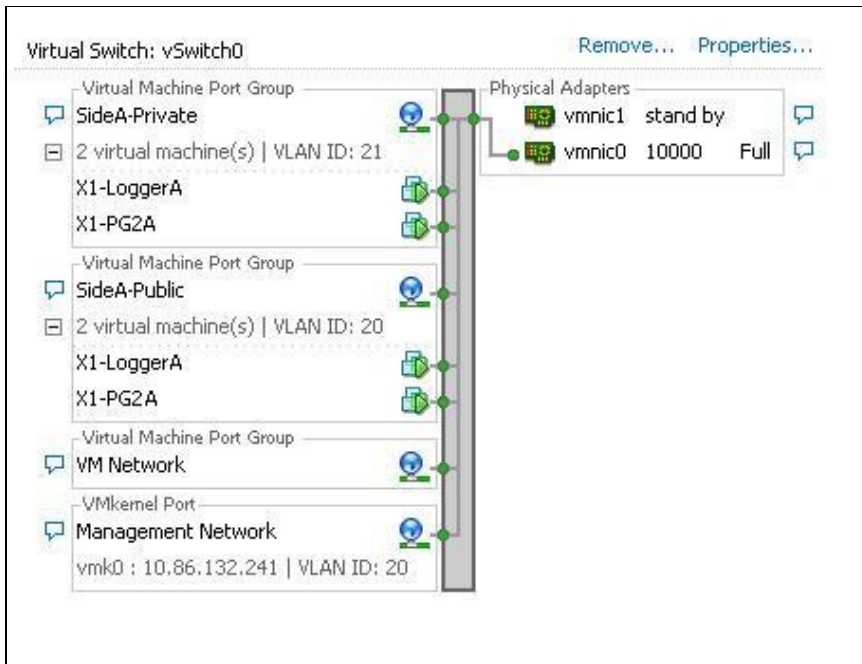 Virtual Switch: vSwitch0 Remove... Properties...
Virtual Machine Port Group
SideA-Private
2 virtual machine(s) | VLAN ID: 21
X1-LoggerA
X1-PG2A
Virtual Machine Port Group
SideA-Public
2 virtual machine(s) | VLAN ID: 20
X1-LoggerA
X1-PG2A
Virtual Machine Port Group
VM Network
VMkernel Port
Management Network
vmk0 : 10.86.132.241 | VLAN ID: 20
Physical Adapters
vmnic1 stand by
vmnic0 10000 Full